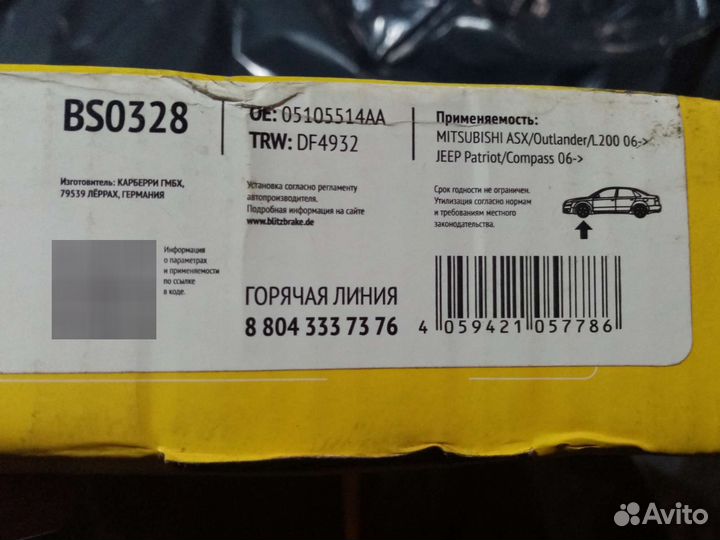 BS0328
OE: 05105514AA
TRW: DF4932
Применяемость:
MITSUBISHI ASX/Outlander/L200 06->
JEEP Patriot/Compass 06->
Изготовитель: КАРБЕРРИ ГМБХ,
79539 ЛЁРРАХ, ГЕРМАНИЯ
Установка согласно регламенту
автопроизводителя.
Подробная информация на сайте
www.blitzbrake.de
Срок годности не ограничен.
Утилизация согласно нормам
и требованиям местного
законодательства.
Информация
о параметрах
и применяемости
по ссылке
в коде.
ГОРЯЧАЯ ЛИНИЯ
8 804 333 73 76
4 059421 057786
Avito